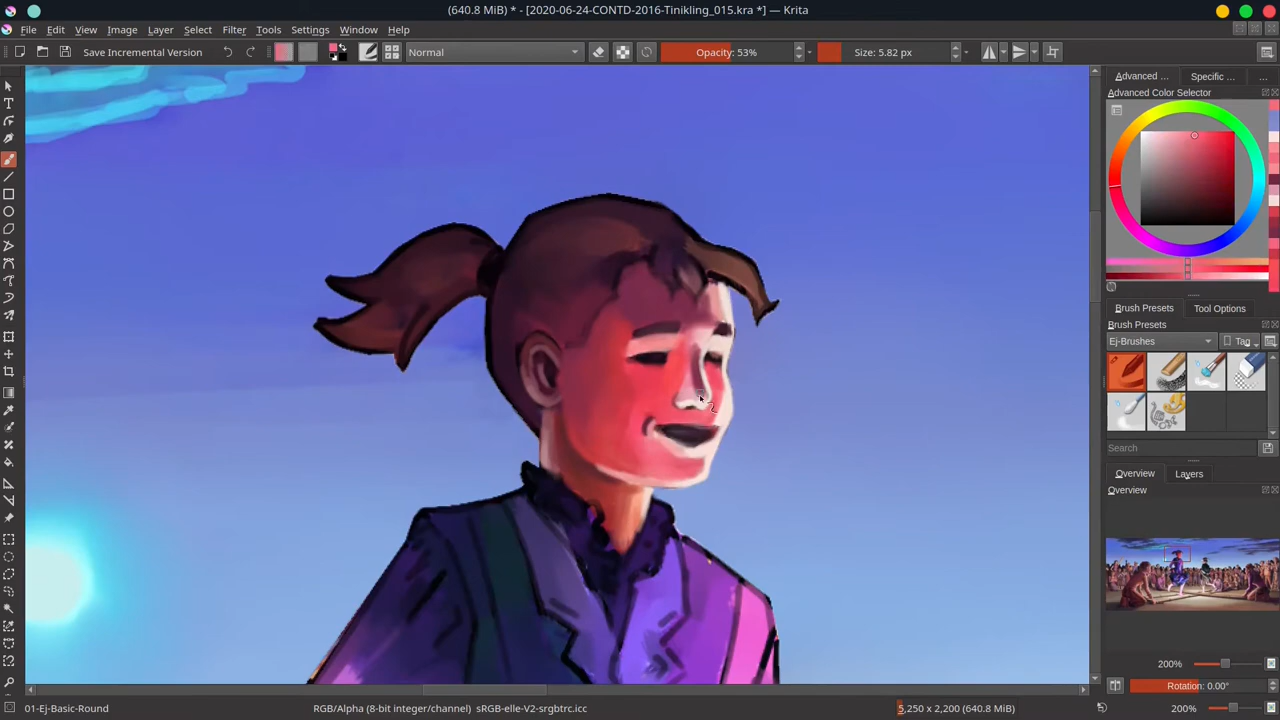 (640.8 MiB) * - [2020-06-24-CONTD-2016-Tinikling_015.kra *] — Krita
File Edit View Image Layer Select Filter Tools Settings Window Help
Save Incremental Version Normal Opacity: 53% Size: 5.82 px
Advanced ... Specific ... ...
Advanced Color Selector
Brush Presets Tool Options
Brush Presets
Ej-Brushes Tag
Search
Overview Layers
Overview
200%
Rotation: 0.00°
01-Ej-Basic-Round RGB/Alpha (8-bit integer/channel) sRGB-elle-V2-srgbtrc.icc 5,250 x 2,200 (640.8 MiB) 200%